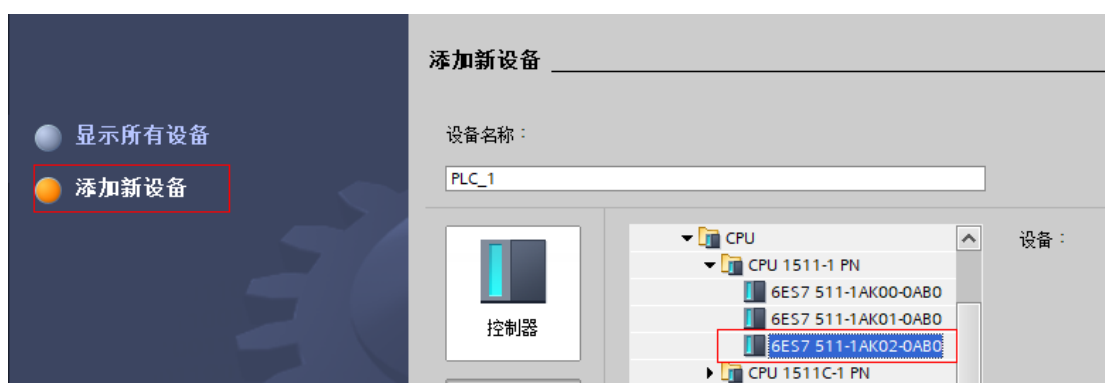 添加新设备
显示所有设备
添加新设备
设备名称：
PLC_1
控制器
CPU
CPU 1511-1 PN
6ES7 511-1AK00-0AB0
6ES7 511-1AK01-0AB0
6ES7 511-1AK02-0AB0
CPU 1511C-1 PN
设备：